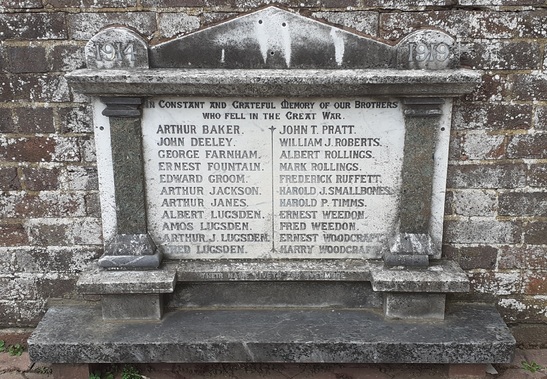 1914
1919
IN CONSTANT AND GRATEFUL MEMORY OF OUR BROTHERS
WHO FELL IN THE GREAT WAR.
ARTHUR BAKER.
JOHN DEELEY.
GEORGE FARNHAM.
ERNEST FOUNTAIN.
EDWARD GROOM.
ARTHUR JACKSON.
ARTHUR JANES.
ALBERT LUGSDEN.
AMOS LUGSDEN.
ARTHUR J. LUGSDEN.
FRED LUGSDEN.
JOHN T. PRATT.
WILLIAM J. ROBERTS.
ALBERT ROLLINGS.
MARK ROLLINGS.
FREDERICK RUFFETT.
HAROLD J. SMALLBONES.
HAROLD P. TIMMS.
ERNEST WEEDON.
FRED WEEDON.
ERNEST WOODCRAFT.
HARRY WOODCRAFT.